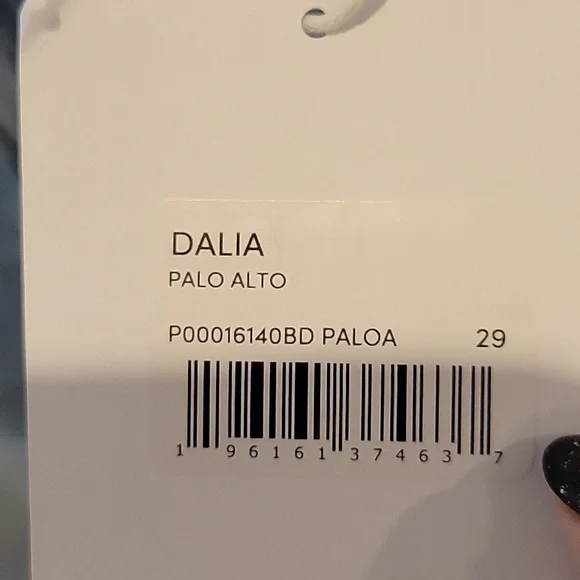 DALIA
PALO ALTO
P00016140BD PALOA 29
1 96161 37463 7